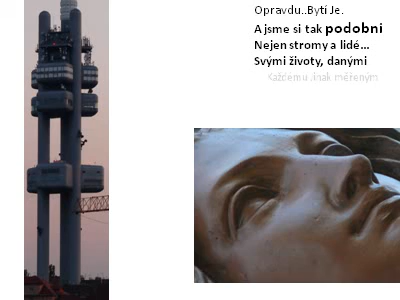 Opravdu..Bytí Je.
A jsme si tak podobni
Nejen stromy a lidé...
Svými životy, danými
Každému .jinak měřeným